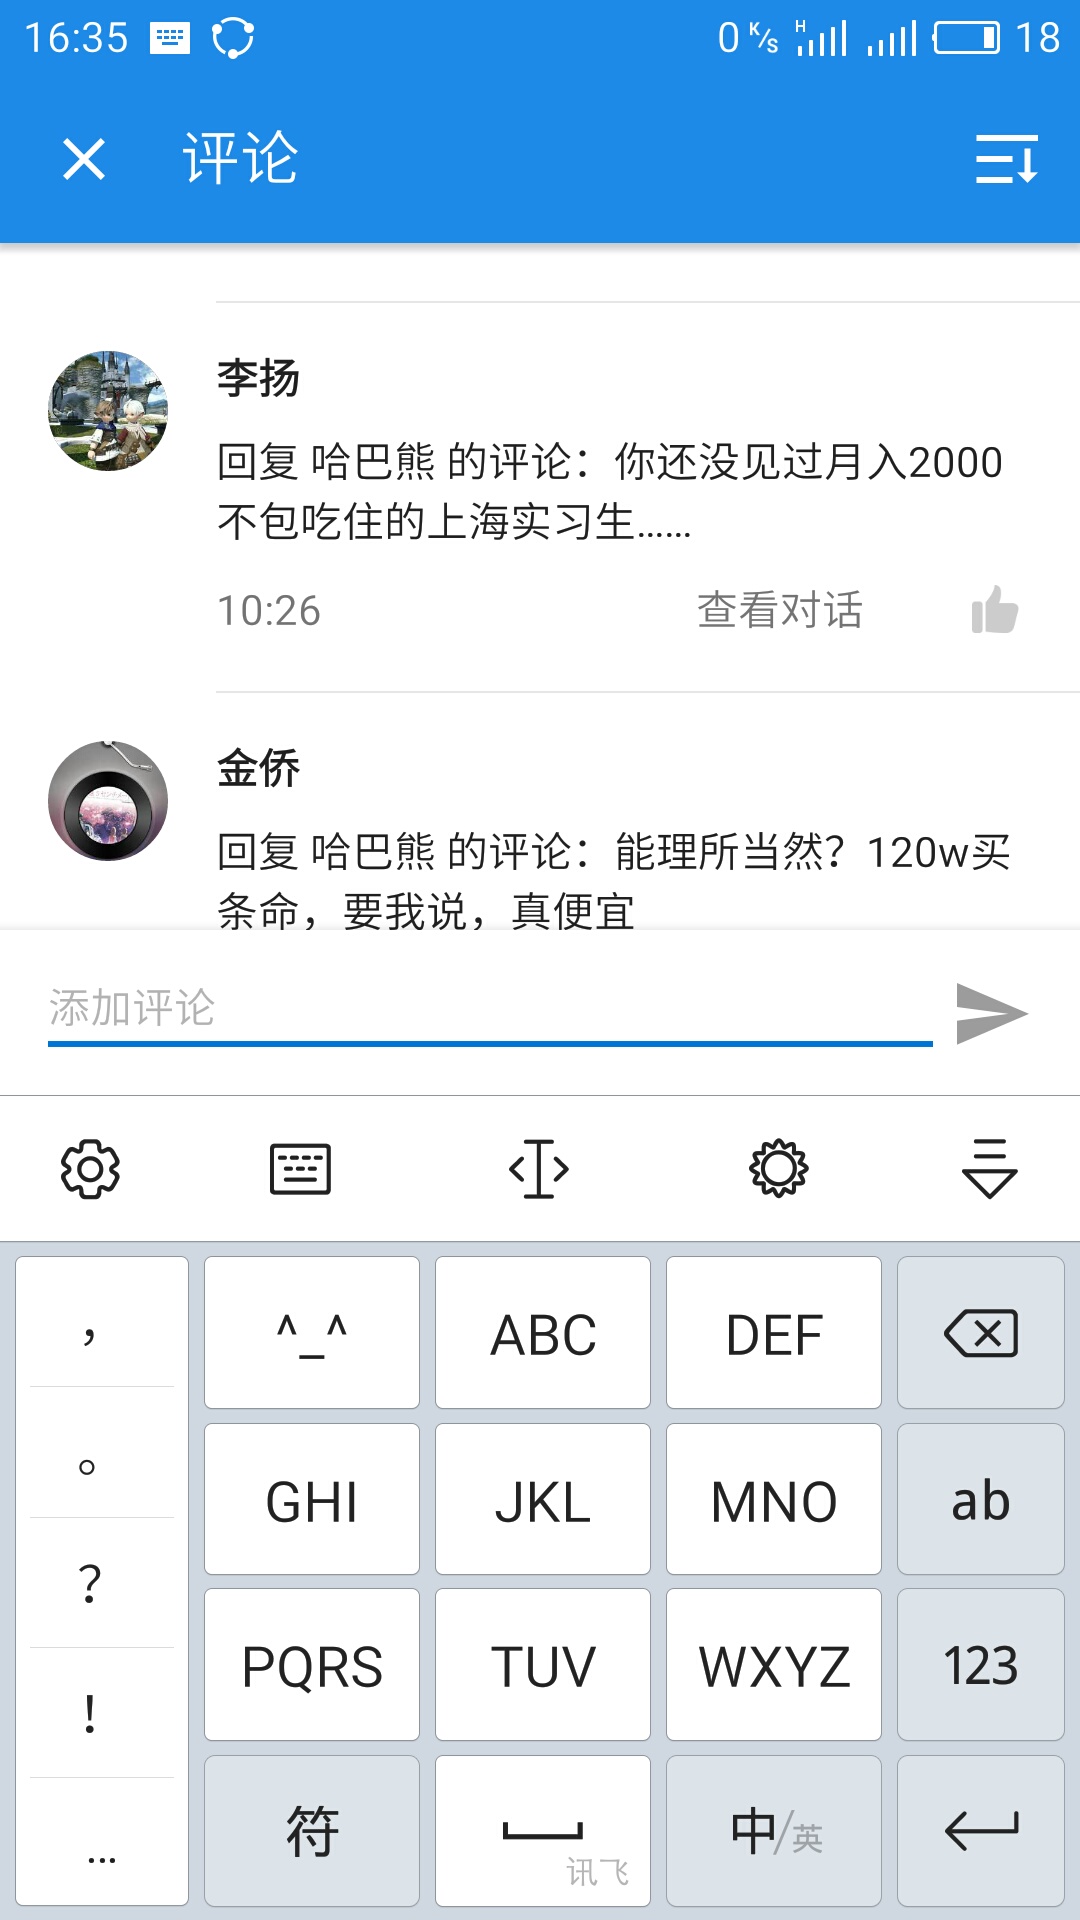 16:35 0 K/s H 18
评论
李扬
回复 哈巴熊 的评论：你还没见过月入2000
不包吃住的上海实习生......
10:26 查看对话
金侨
回复 哈巴熊 的评论：能理所当然？120w买
条命，要我说，真便宜
添加评论
， ^_^ ABC DEF
。 GHI JKL MNO ab
？ PQRS TUV WXYZ 123
！
... 符 讯飞 中/英